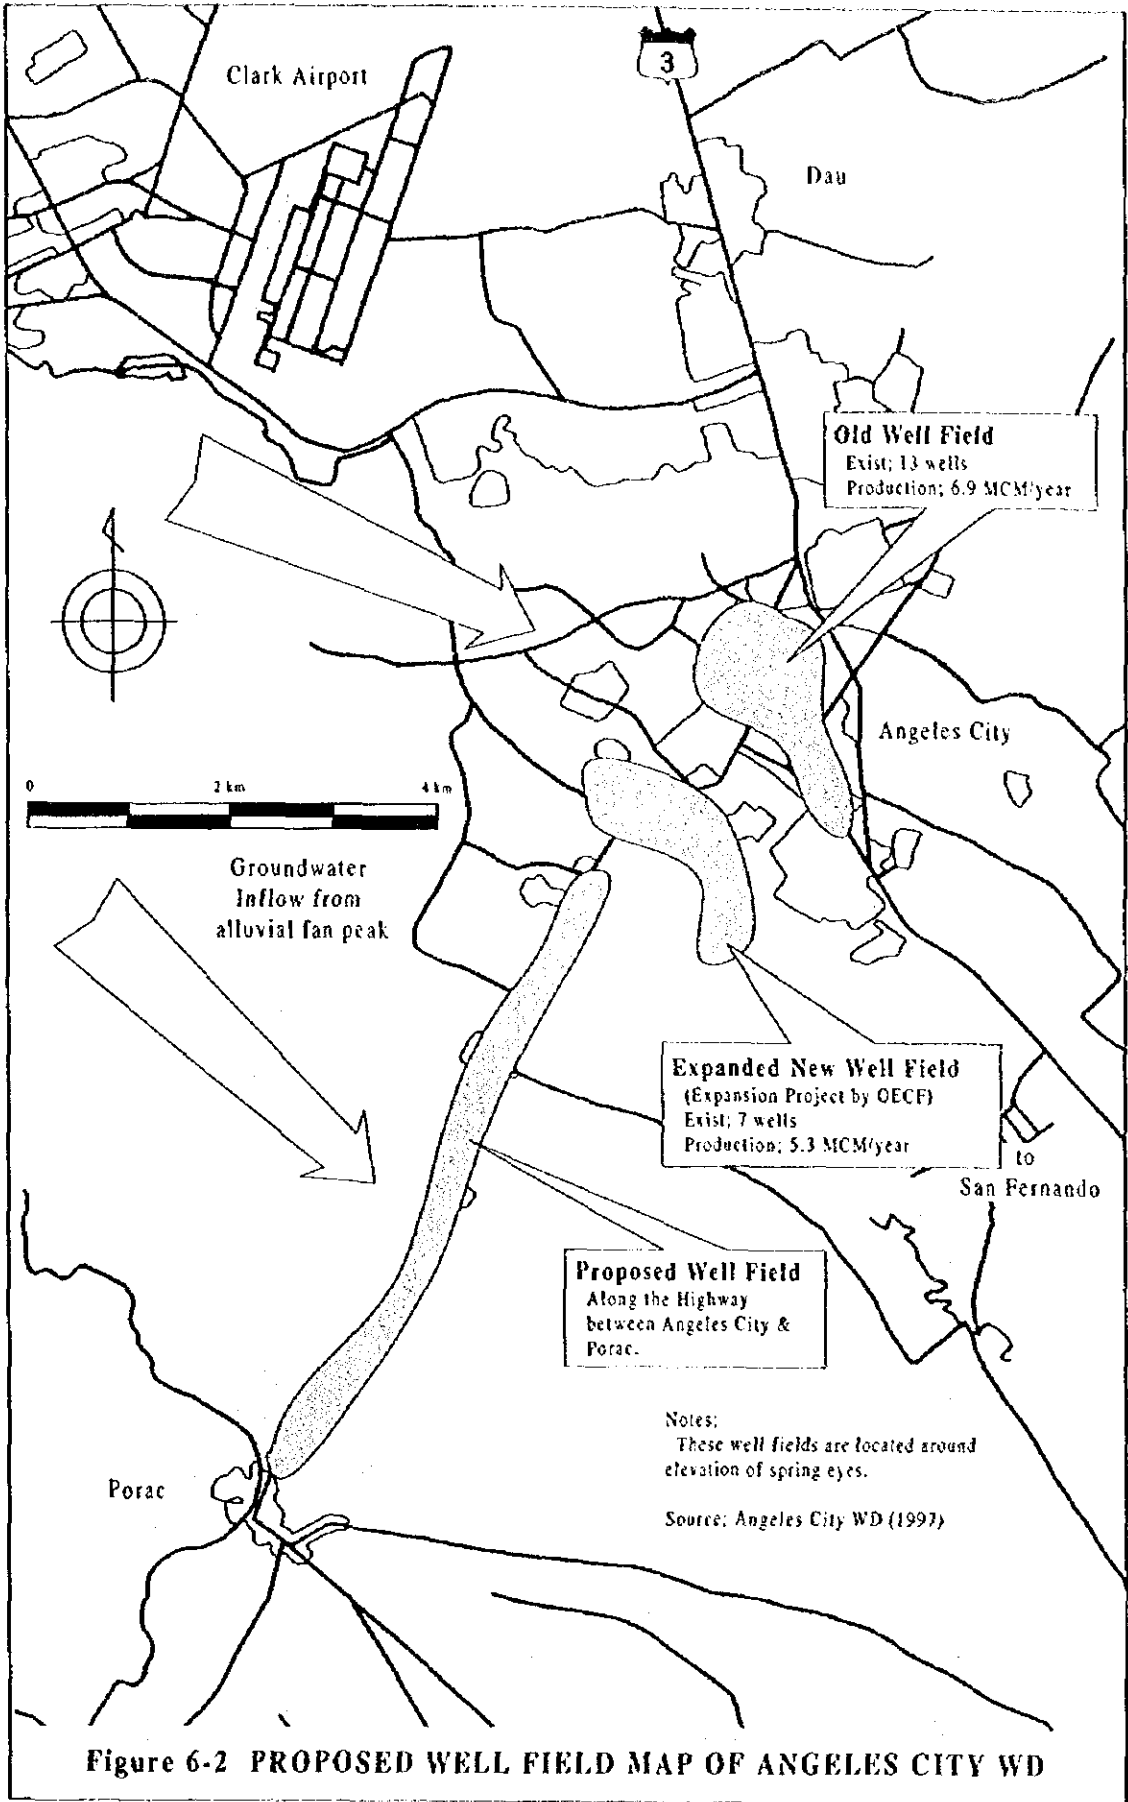 3
Clark Airport
Dau
Old Well Field
Exist; 13 wells
Production; 6.9 MCM/year
Angeles City
0 2 km 4 km
Groundwater
Inflow from
alluvial fan peak
Expanded New Well Field
(Expansion Project by OECF)
Exist; 7 wells
Production; 5.3 MCM/year
to
San Fernando
Proposed Well Field
Along the Highway
between Angeles City &
Porac.
Notes;
These well fields are located around
elevation of spring eyes.
Source; Angeles City WD (1997)
Porac
Figure 6-2 PROPOSED WELL FIELD MAP OF ANGELES CITY WD